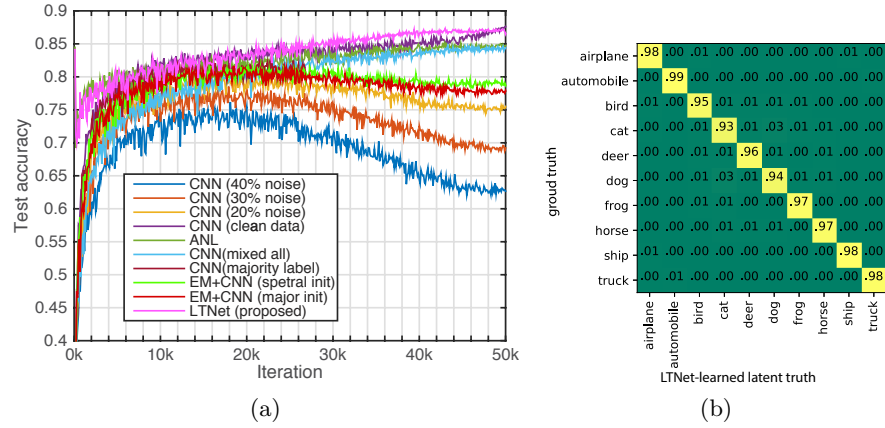 0.9
0.85
0.8
0.75
0.7
0.65
0.6
0.55
0.5
0.45
0.4
Test accuracy
CNN (40% noise)
CNN (30% noise)
CNN (20% noise)
CNN (clean data)
ANL
CNN(mixed all)
CNN(majority label)
EM+CNN (spetral init)
EM+CNN (major init)
LTNet (proposed)
0k 10k 20k 30k 40k 50k
Iteration
(a)
groud truth
airplane .98 .00 .01 .00 .00 .00 .00 .00 .01 .00
automobile .00 .99 .00 .00 .00 .00 .00 .00 .00 .00
bird .01 .00 .95 .01 .01 .01 .01 .00 .00 .00
cat .00 .00 .01 .93 .01 .03 .01 .01 .00 .00
deer .00 .00 .01 .01 .96 .00 .01 .01 .00 .00
dog .00 .00 .01 .03 .01 .94 .00 .01 .00 .00
frog .00 .00 .01 .01 .00 .00 .97 .00 .00 .00
horse .00 .00 .00 .01 .01 .01 .00 .97 .00 .00
ship .01 .00 .00 .00 .00 .00 .00 .00 .98 .00
truck .00 .01 .00 .00 .00 .00 .00 .00 .00 .98
airplane automobile bird cat deer dog frog horse ship truck
LTNet-learned latent truth
(b)